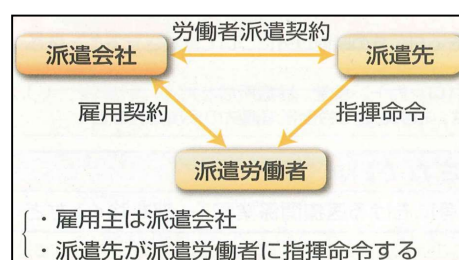 労働者派遣契約
派遣会社
派遣先
雇用契約
指揮命令
派遣労働者
・雇用主は派遣会社
・派遣先が派遣労働者に指揮命令する